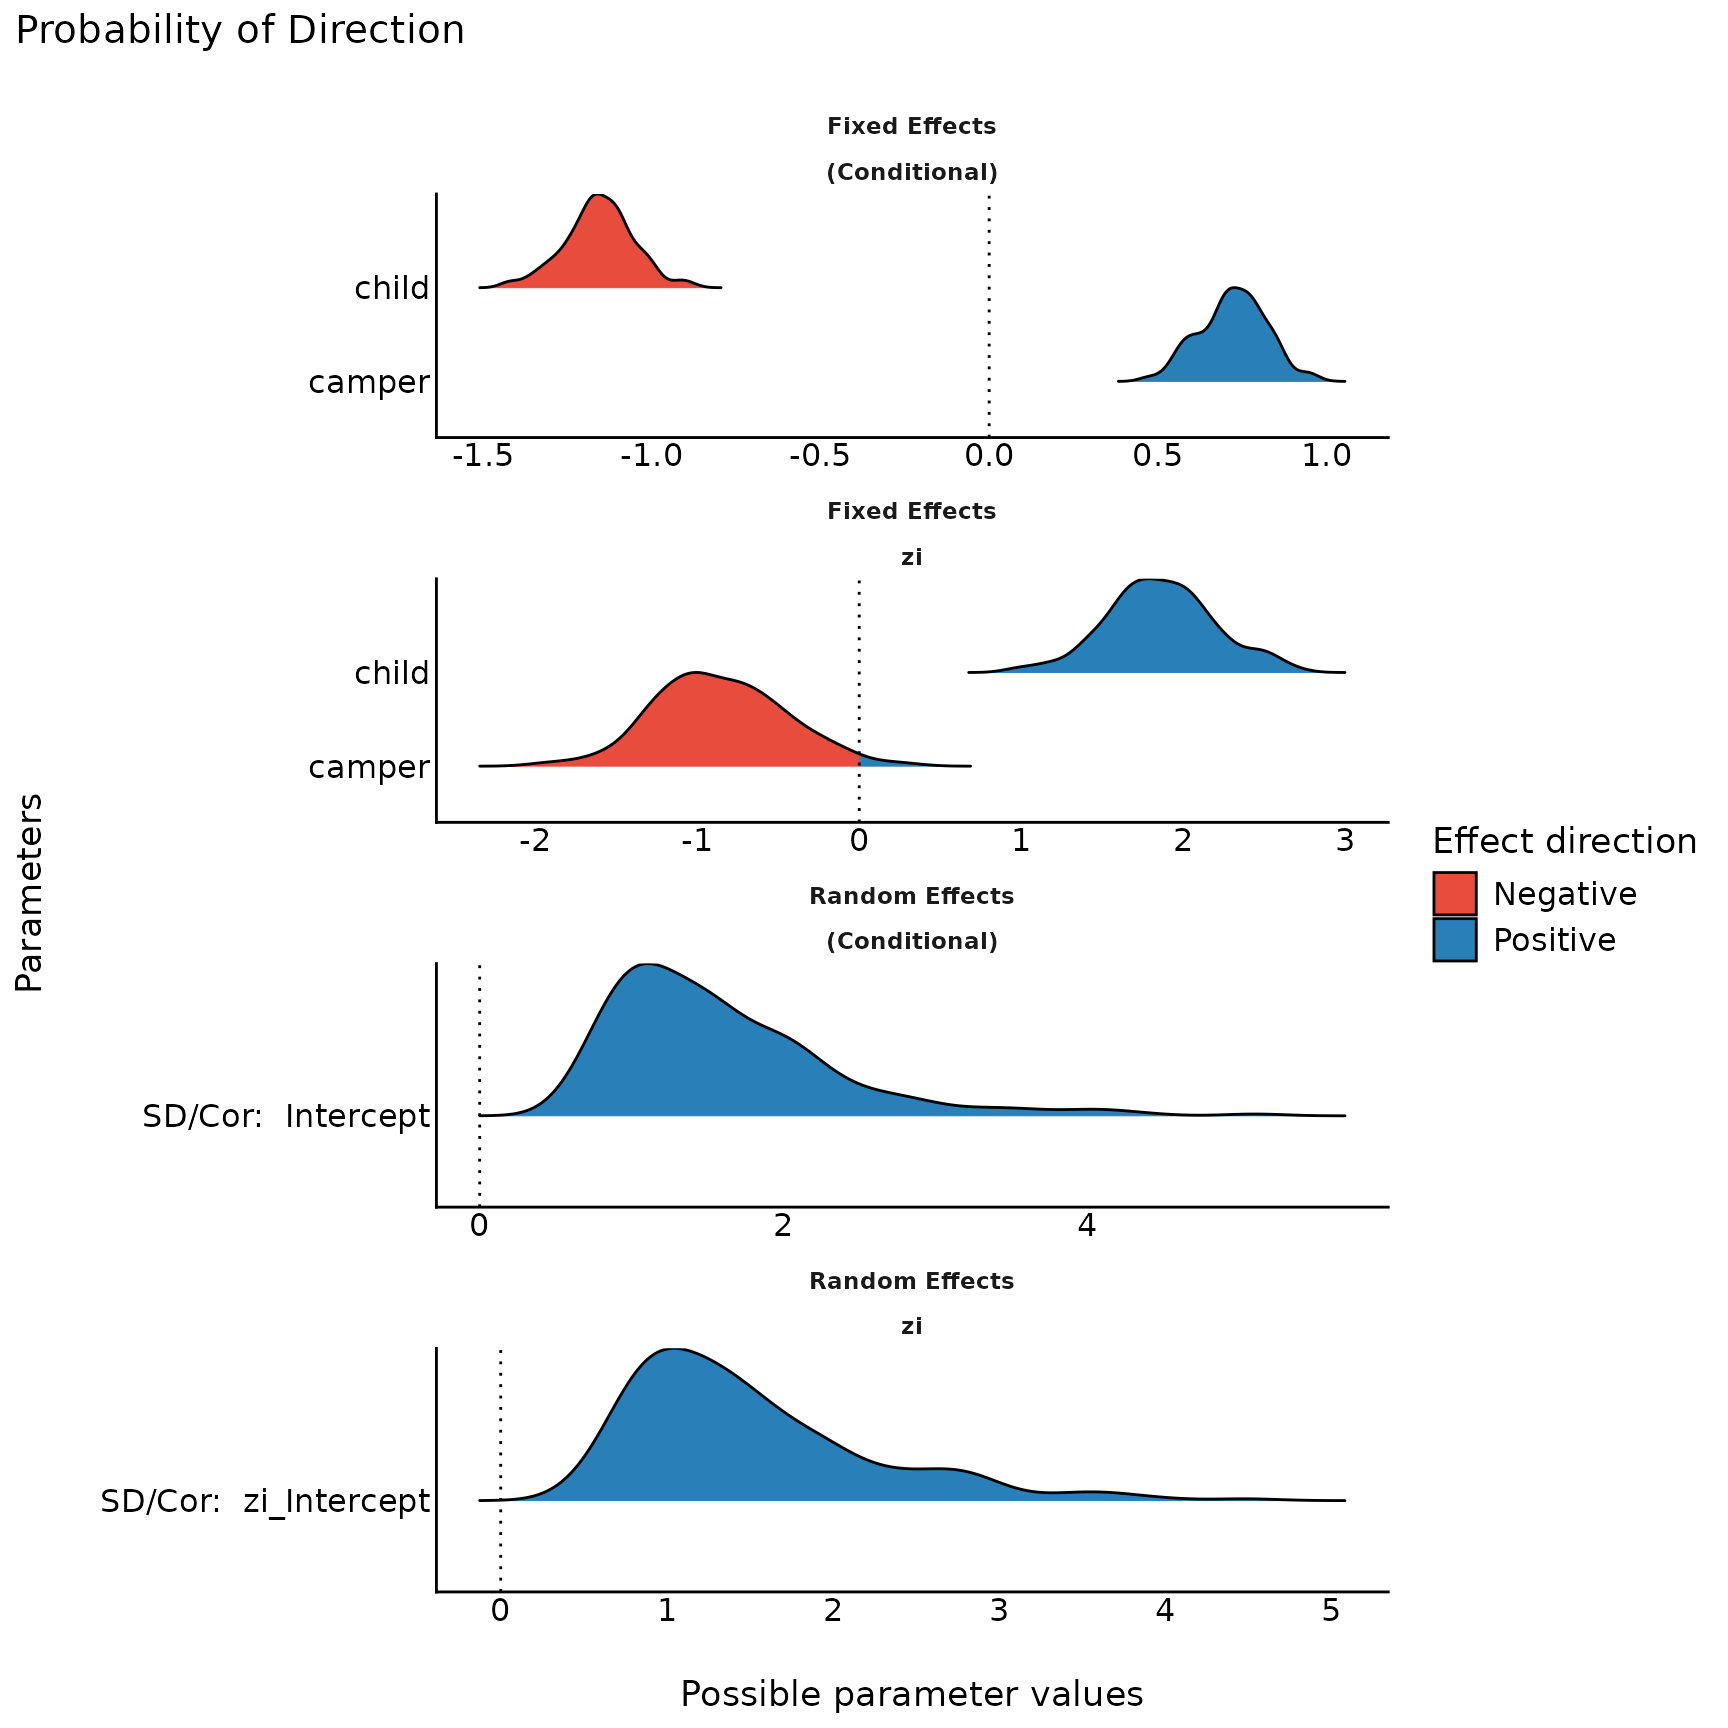 Probability of Direction
Fixed Effects
(Conditional)
child
camper
-1.5 -1.0 -0.5 0.0 0.5 1.0
Fixed Effects
zi
child
camper
-2 -1 0 1 2 3
Random Effects
(Conditional)
SD/Cor: Intercept
0 2 4
Random Effects
zi
SD/Cor: zi_Intercept
0 1 2 3 4 5
Possible parameter values
Parameters
Effect direction
Negative
Positive